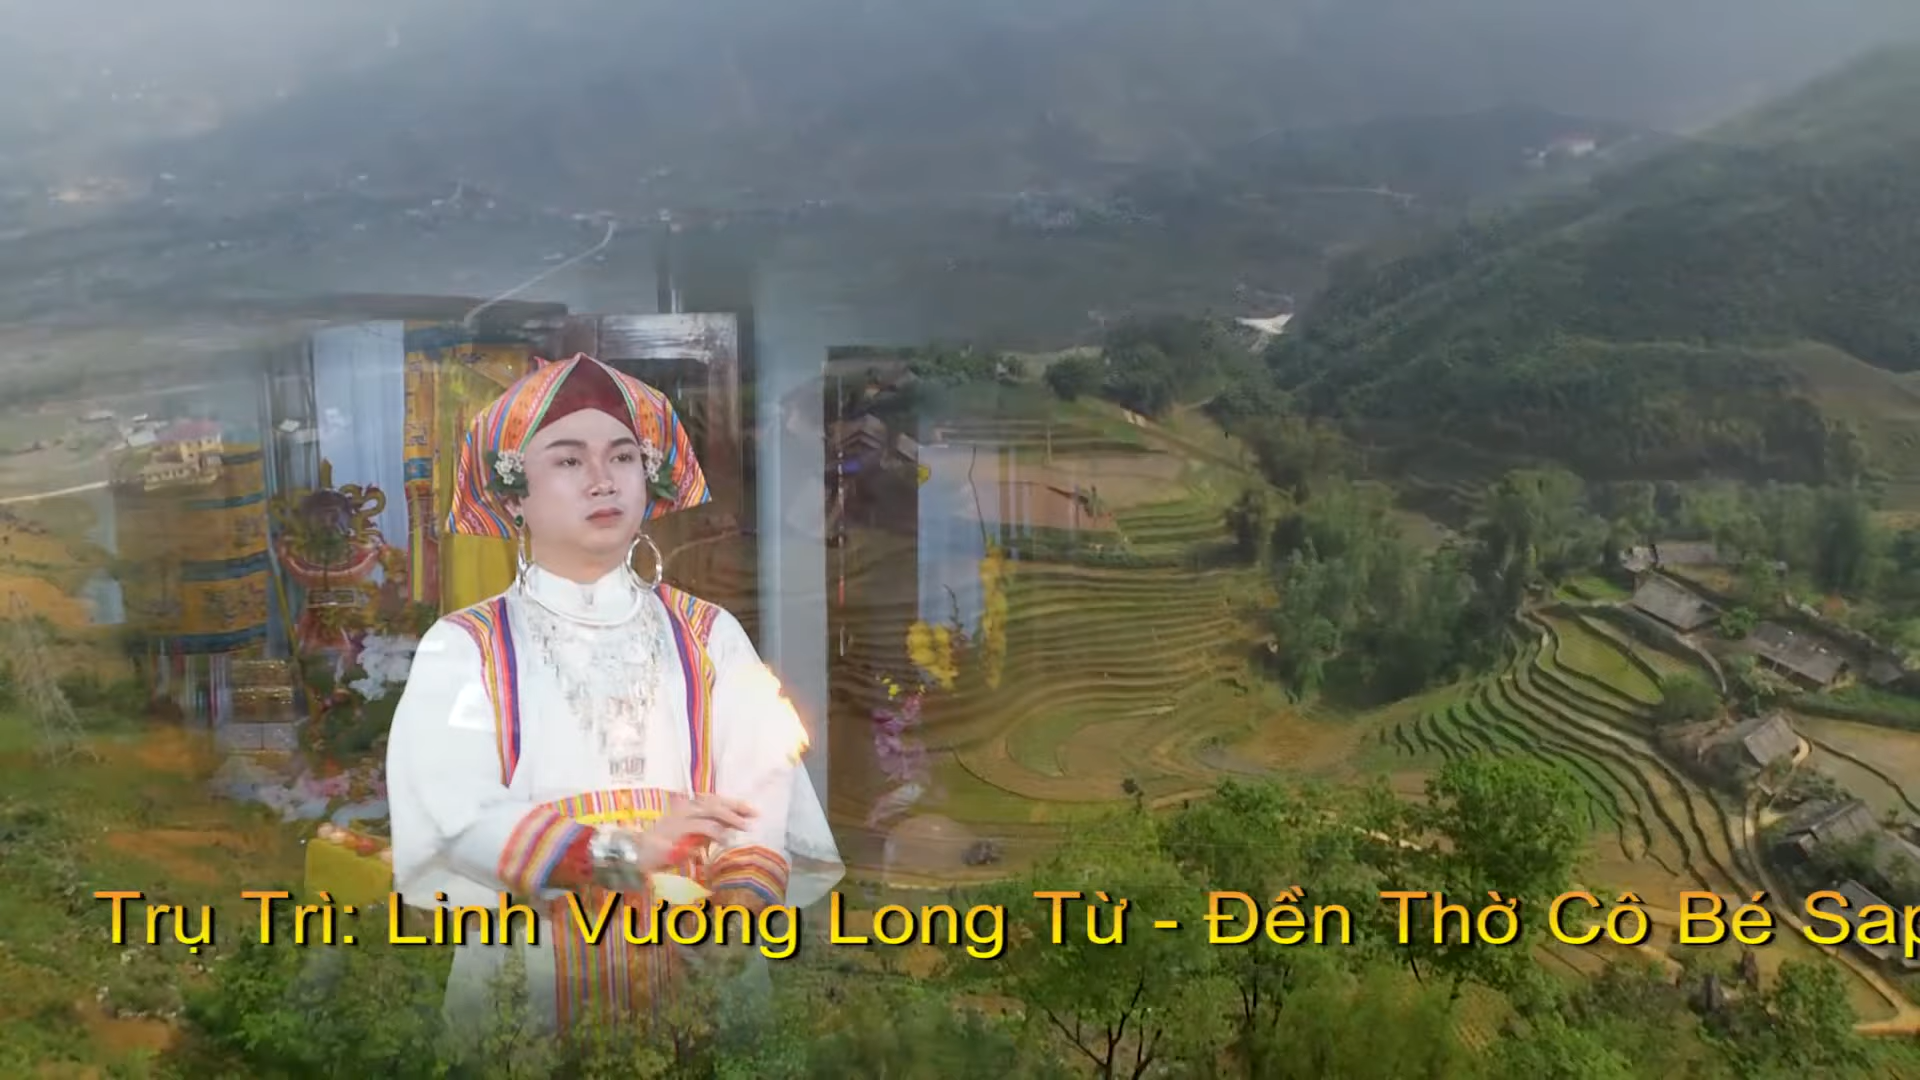 Trụ Trì: Linh Vương Long Từ - Đền Thờ Cô Bé Sap